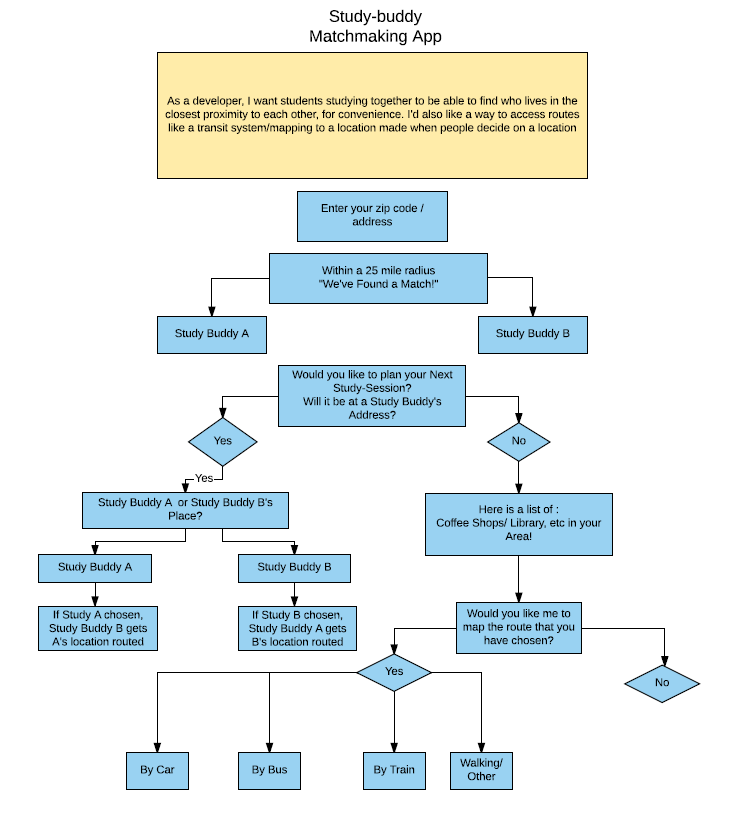 Study-buddy
Matchmaking App
As a developer, I want students studying together to be able to find who lives in the
closest proximity to each other, for convenience. I'd also like a way to access routes
like a transit system/mapping to a location made when people decide on a location
Enter your zip code /
address
Within a 25 mile radius
"We've Found a Match!"
Study Buddy A
Study Buddy B
Would you like to plan your Next
Study-Session?
Will it be at a Study Buddy's
Address?
Yes
No
Yes
Study Buddy A or Study Buddy B's
Place?
Here is a list of :
Coffee Shops/ Library, etc in your
Area!
Study Buddy A
Study Buddy B
If Study A chosen,
Study Buddy B gets
A's location routed
If Study B chosen,
Study Buddy A gets
B's location routed
Would you like me to
map the route that you
have chosen?
Yes
No
By Car
By Bus
By Train
Walking/
Other